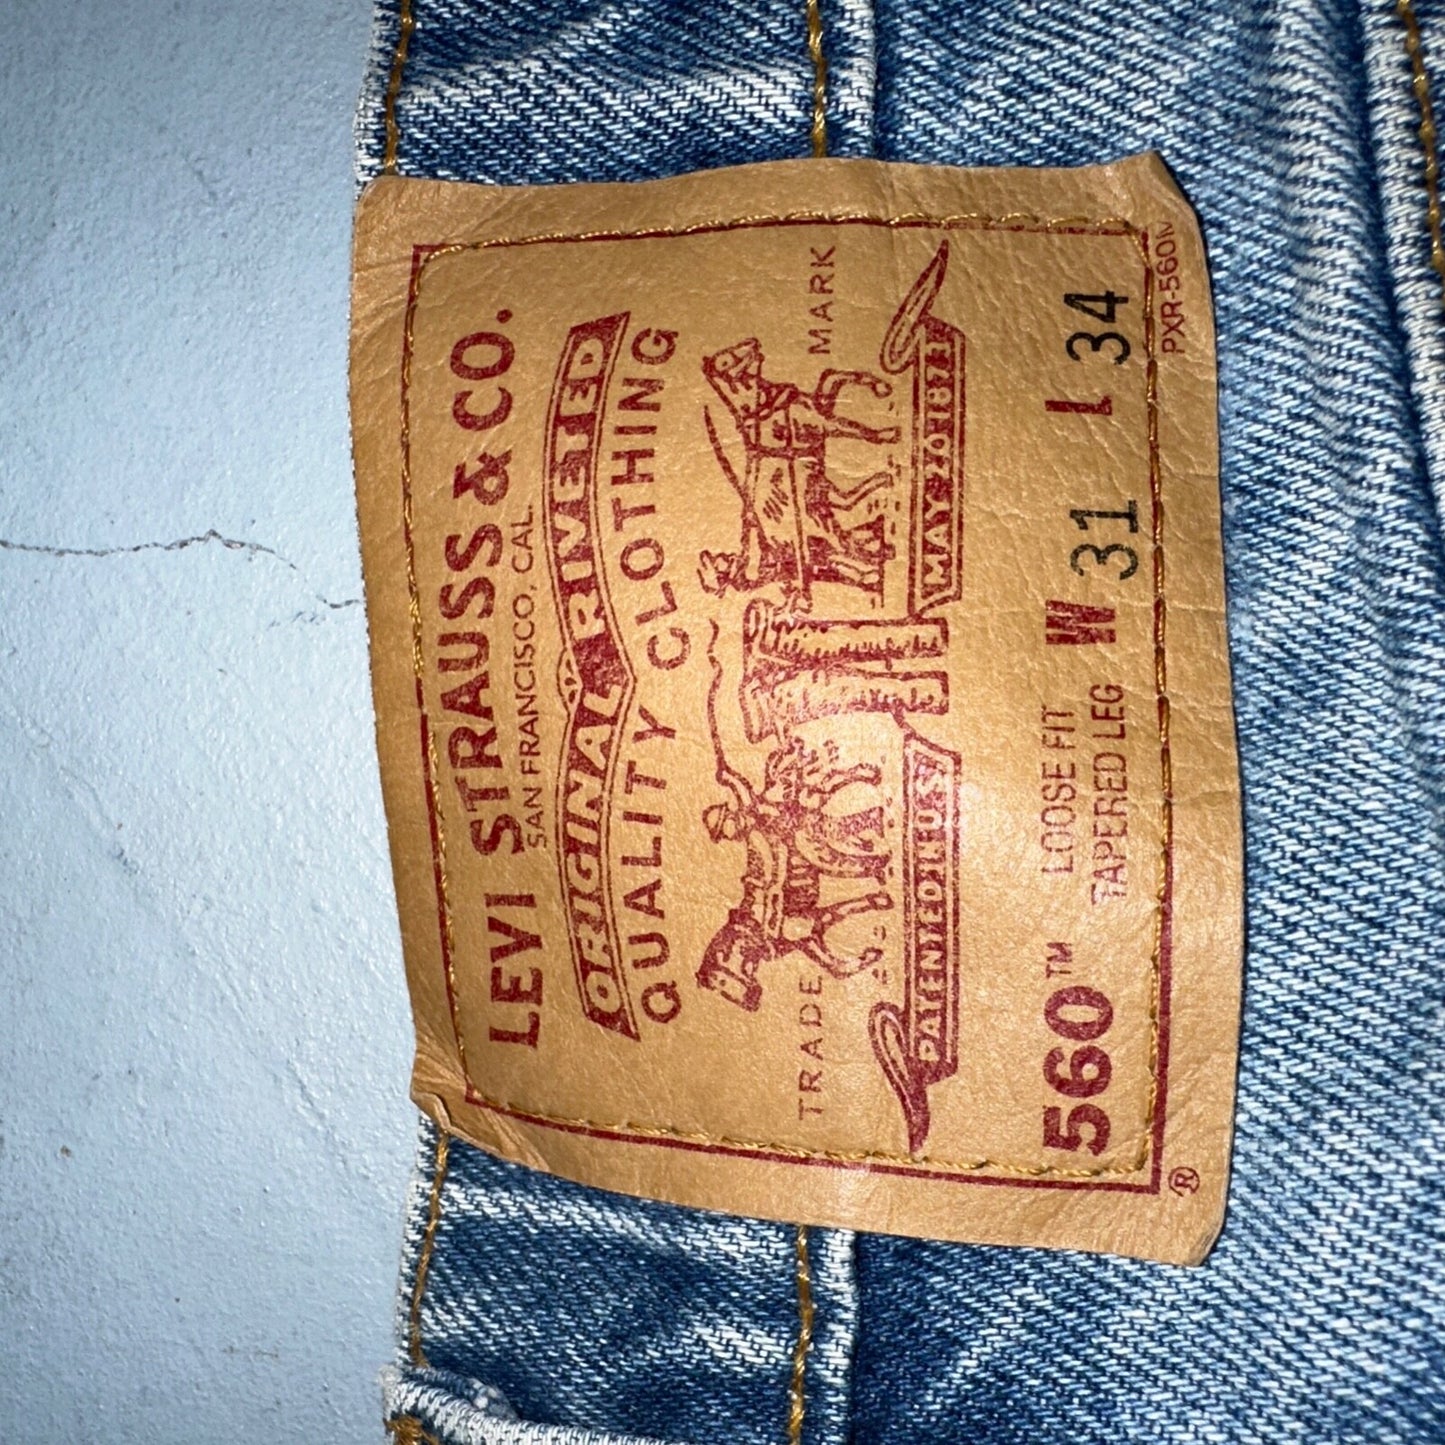 LEVI STRAUSS & CO.
SAN FRANCISCO, CAL.
ORIGINAL RIVETED
QUALITY CLOTHING
TRADE MARK
PATENTED IN U.S. MAY 20 1873
560™ LOOSE FIT W 31 L 34
TAPERED LEG
® PXR-560N